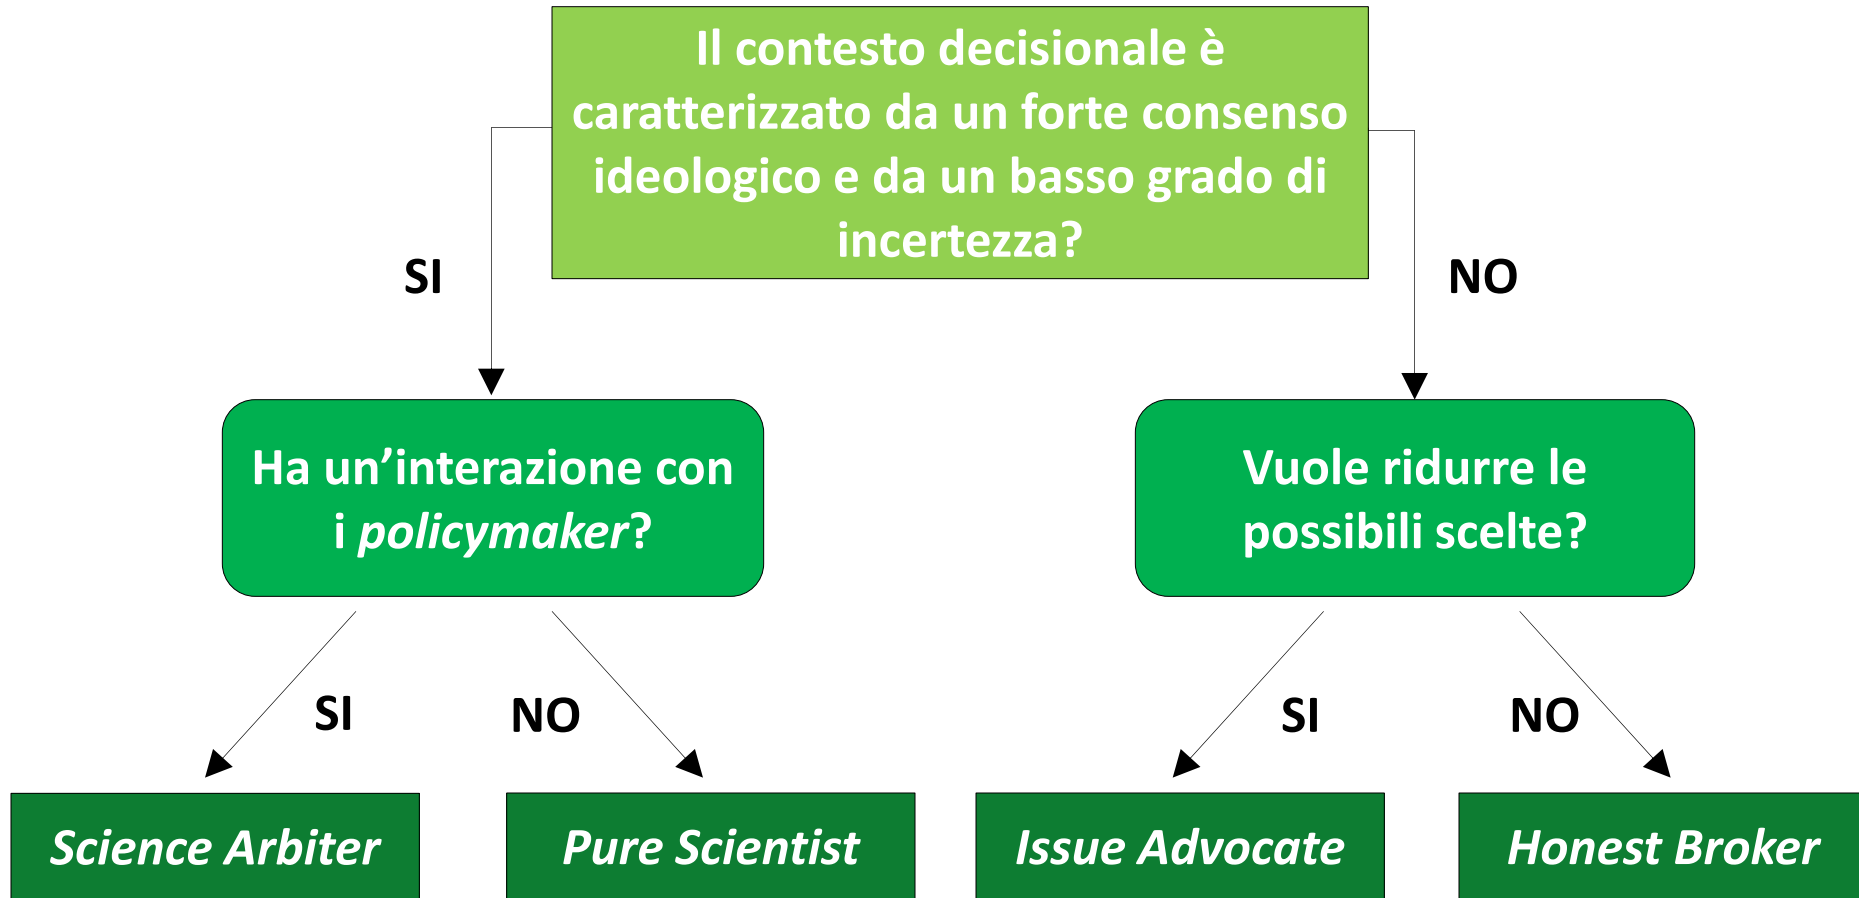 Il contesto decisionale è
caratterizzato da un forte consenso
ideologico e da un basso grado di
incertezza?
SI
NO
Ha un’interazione con
i policymaker?
Vuole ridurre le
possibili scelte?
SI
NO
SI
NO
Science Arbiter
Pure Scientist
Issue Advocate
Honest Broker